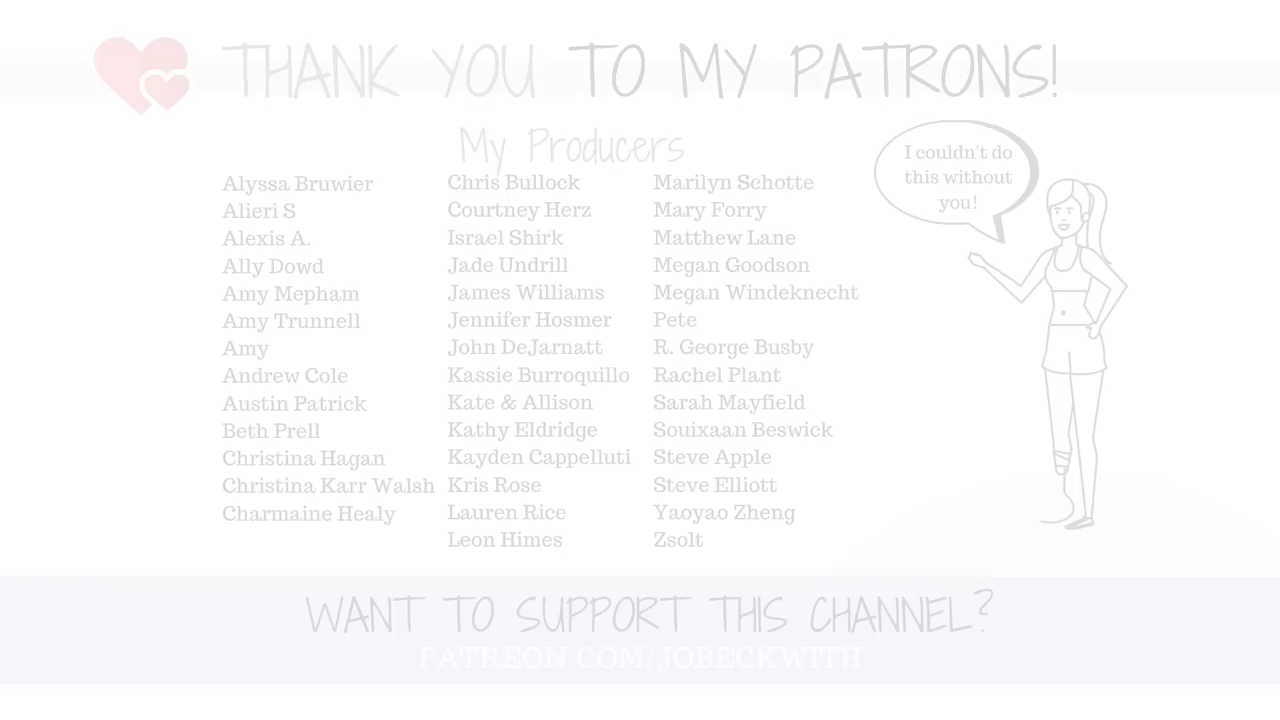 THANK YOU TO MY PATRONS!
My Producers
Alyssa Bruwier
Alieri S
Alexis A.
Ally Dowd
Amy Mepham
Amy Trunnell
Amy
Andrew Cole
Austin Patrick
Beth Prell
Christina Hagan
Christina Karr Walsh
Charmaine Healy
Chris Bullock
Courtney Herz
Israel Shirk
Jade Undrill
James Williams
Jennifer Hosmer
John DeJarnatt
Kassie Burroquillo
Kate & Allison
Kathy Eldridge
Kayden Cappelluti
Kris Rose
Lauren Rice
Leon Himes
Marilyn Schotte
Mary Forry
Matthew Lane
Megan Goodson
Megan Windeknecht
Pete
R. George Busby
Rachel Plant
Sarah Mayfield
Souixaan Beswick
Steve Apple
Steve Elliott
Yaoyao Zheng
Zsolt
I couldn't do
this without
you!
WANT TO SUPPORT THIS CHANNEL?
PATREON.COM/JOBECKWITH